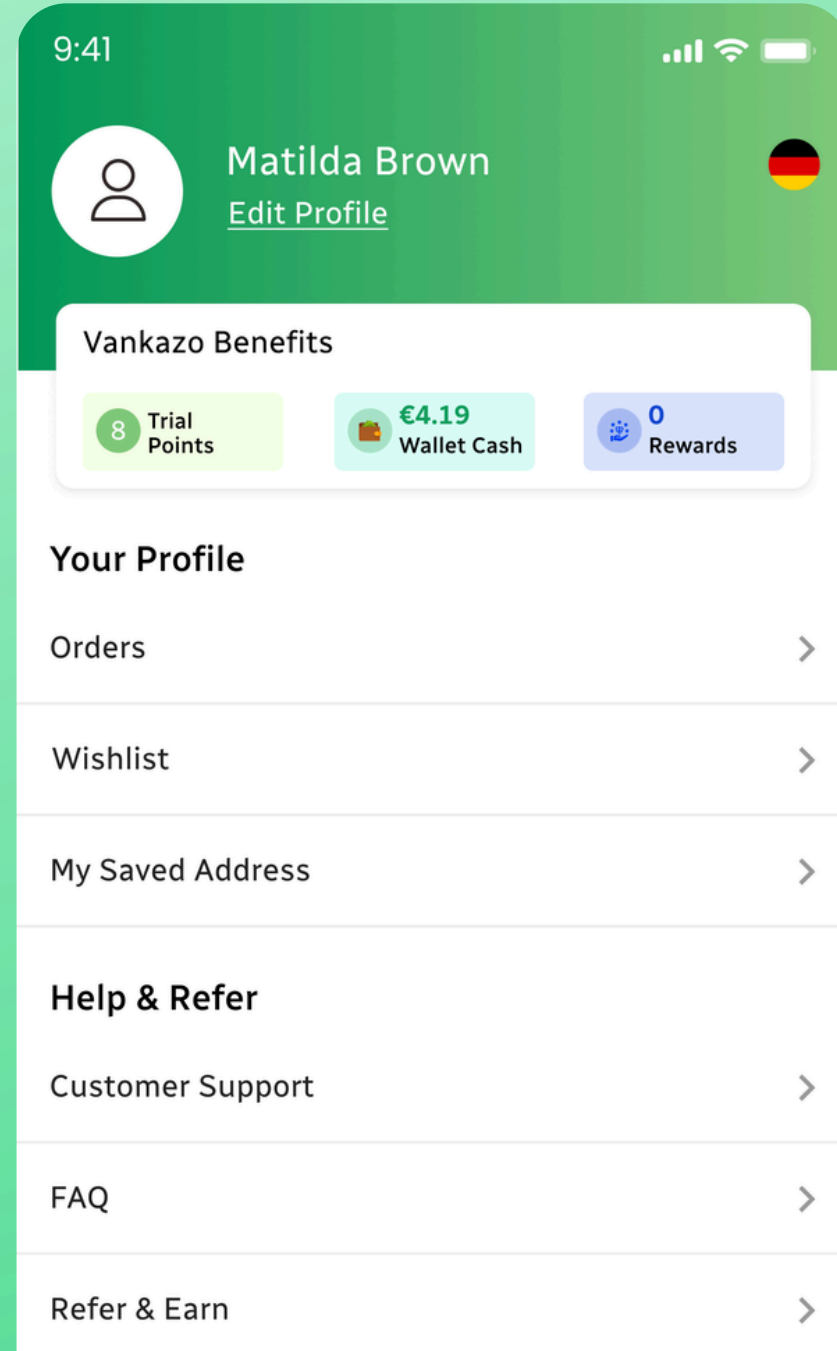 9:41
Matilda Brown
Edit Profile
Vankazo Benefits
8
Trial
Points
€4.19
Wallet Cash
0
Rewards
Your Profile
Orders
Wishlist
My Saved Address
Help & Refer
Customer Support
FAQ
Refer & Earn